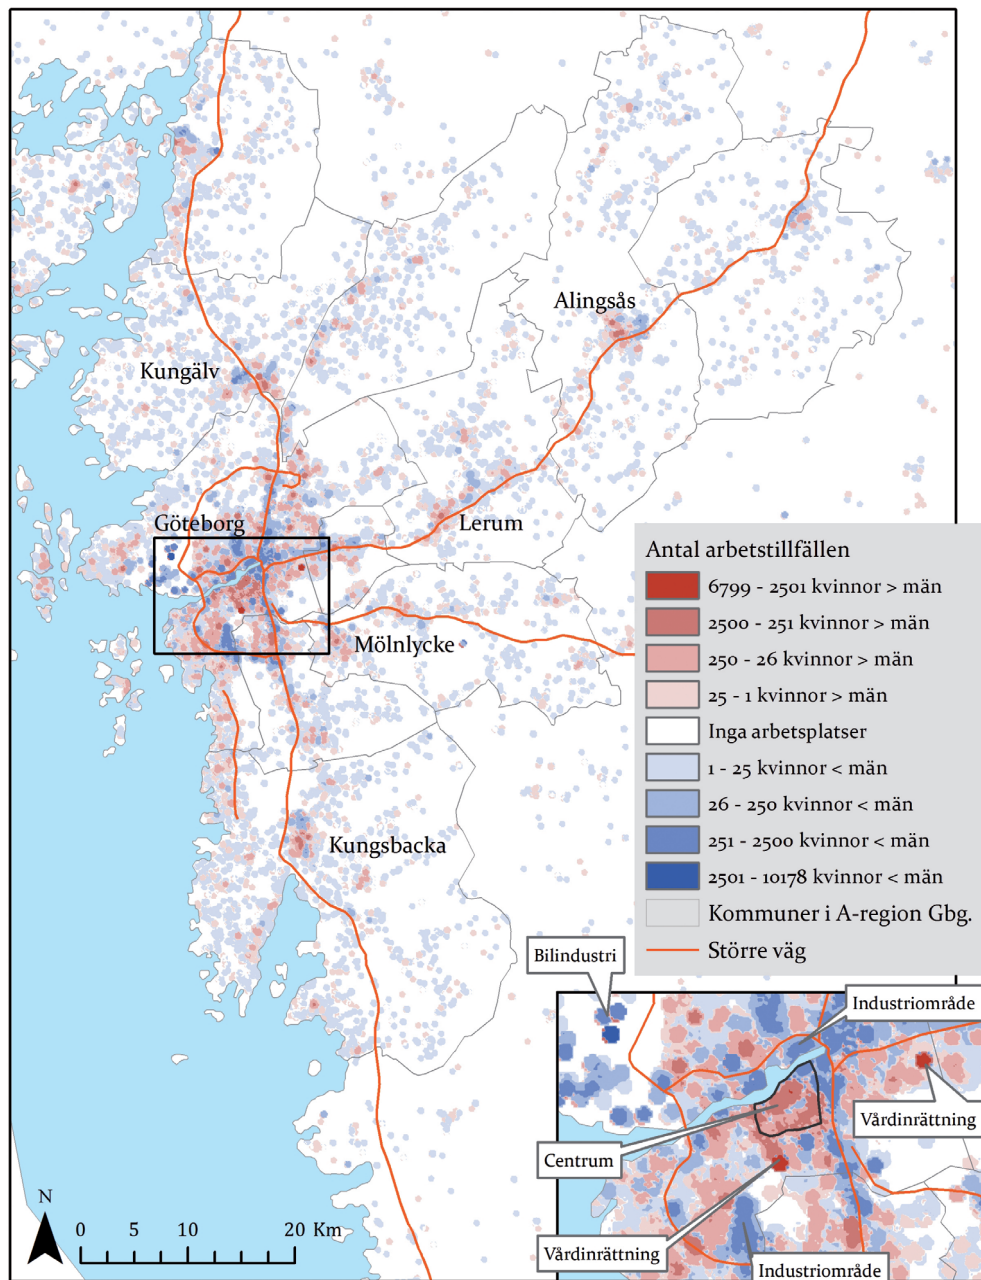 Alingsås
Kungälv
Göteborg
Lerum
Mölnlycke
Kungsbacka
Antal arbetstillfällen
6799 - 2501 kvinnor > män
2500 - 251 kvinnor > män
250 - 26 kvinnor > män
25 - 1 kvinnor > män
Inga arbetsplatser
1 - 25 kvinnor < män
26 - 250 kvinnor < män
251 - 2500 kvinnor < män
2501 - 10178 kvinnor < män
Kommuner i A-region Gbg.
Större väg
Bilindustri
Industriområde
Vårdinrättning
Centrum
Vårdinrättning
Industriområde
N
0 5 10 20 Km